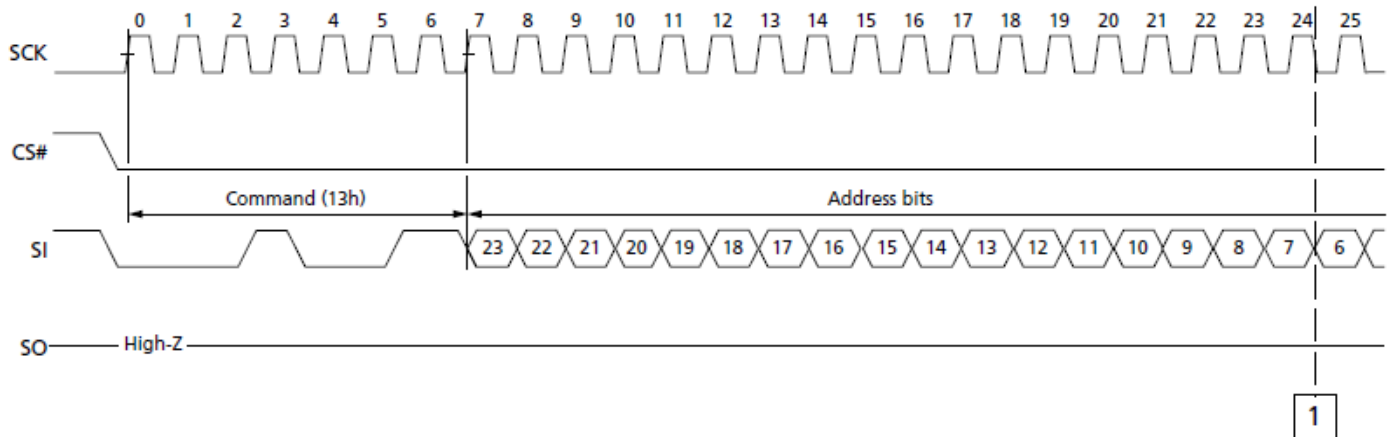 0 1 2 3 4 5 6 7 8 9 10 11 12 13 14 15 16 17 18 19 20 21 22 23 24 25
SCK
CS#
Command (13h) Address bits
SI 23 22 21 20 19 18 17 16 15 14 13 12 11 10 9 8 7 6
SO High-Z
1